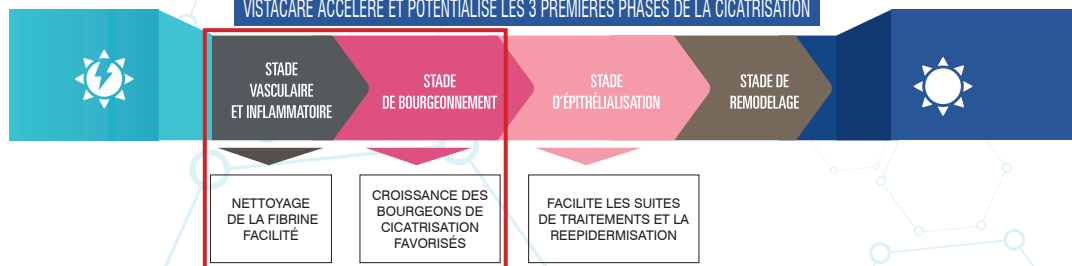 VISTACARE ACCÉLÈRE ET POTENTIALISE LES 3 PREMIÈRES PHASES DE LA CICATRISATION
STADE
VASCULAIRE
ET INFLAMMATOIRE
STADE
DE BOURGEONNEMENT
STADE
D'ÉPITHÉLIALISATION
STADE DE
REMODELAGE
NETTOYAGE
DE LA FIBRINE
FACILITÉ
CROISSANCE DES
BOURGEONS DE
CICATRISATION
FAVORISÉS
FACILITE LES SUITES
DE TRAITEMENTS ET LA
REEPIDERMISATION